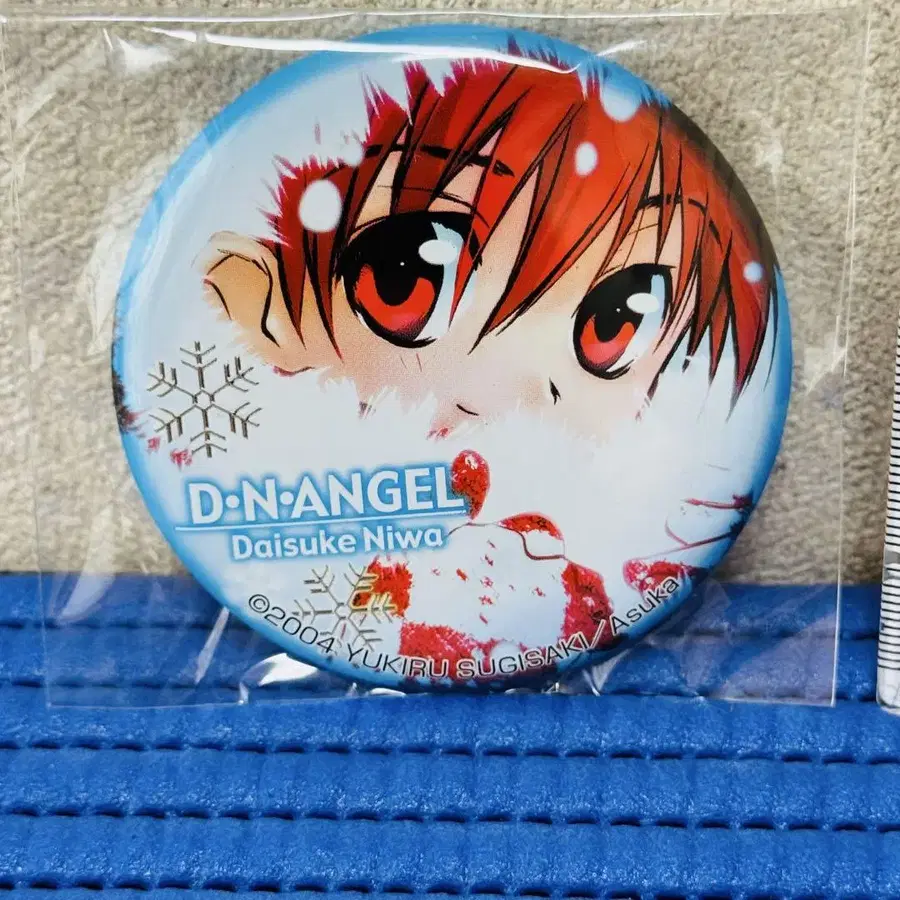 D·N·ANGEL
Daisuke Niwa
©2004 YUKIRU SUGISAKI/Asuka